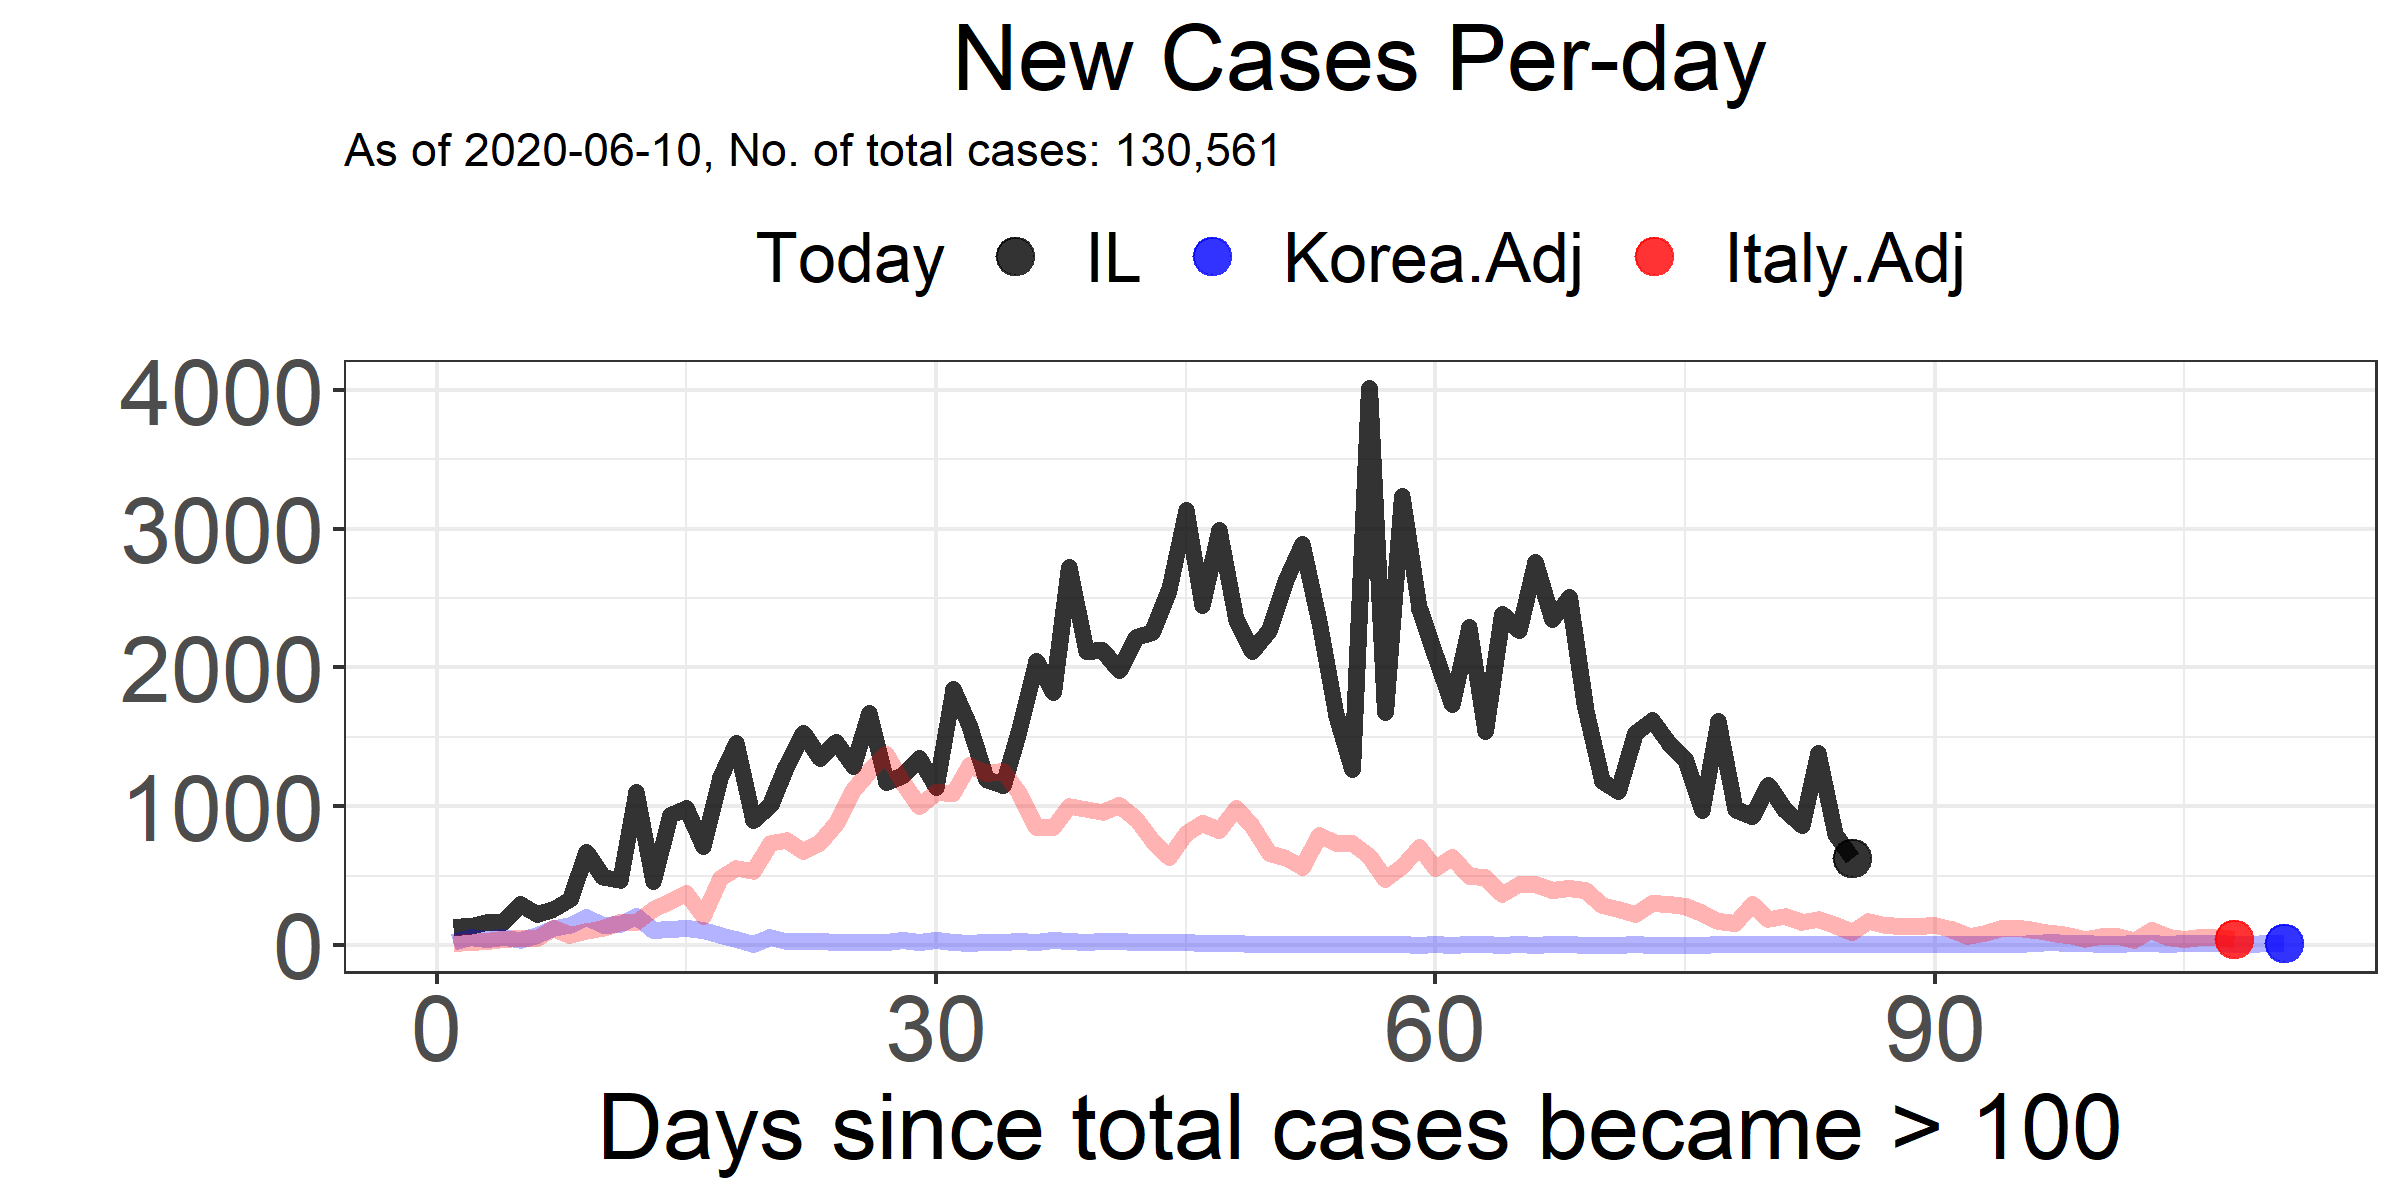 New Cases Per-day
As of 2020-06-10, No. of total cases: 130,561
Today IL Korea.Adj Italy.Adj
4000
3000
2000
1000
0
0 30 60 90
Days since total cases became > 100